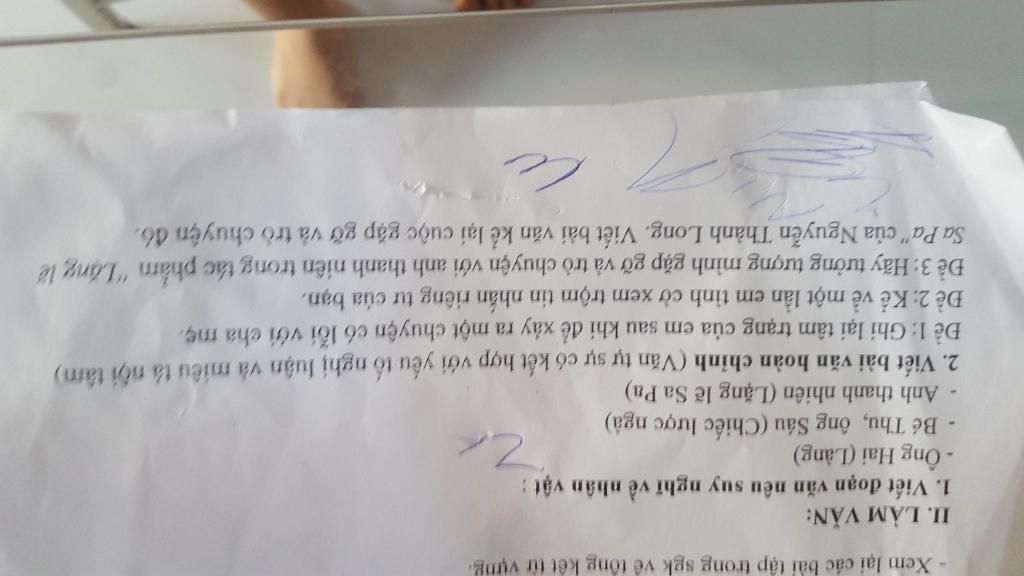 - Xem lại các bài tập trong sgk về tổng kết từ vựng.
II. LÀM VĂN:
1. Viết đoạn văn nêu suy nghĩ về nhân vật :
- Ông Hai (Làng)
- Bé Thu, ông Sáu (Chiếc lược ngà)
- Anh thanh nhiên (Lặng lẽ Sa Pa)
2. Viết bài văn hoàn chỉnh (Văn tự sự có kết hợp với yếu tố nghị luận và miêu tả nội tâm)
Đề 1: Ghi lại tâm trạng của em sau khi để xảy ra một chuyện có lỗi với cha mẹ.
Đề 2: Kể về một lần em tình cờ xem trộm tin nhắn riêng tư của bạn.
Đề 3: Hãy tưởng tượng mình gặp gỡ và trò chuyện với anh thanh niên trong tác phẩm "Lặng lẽ
Sa Pa" của Nguyễn Thành Long. Viết bài văn kể lại cuộc gặp gỡ và trò chuyện đó.